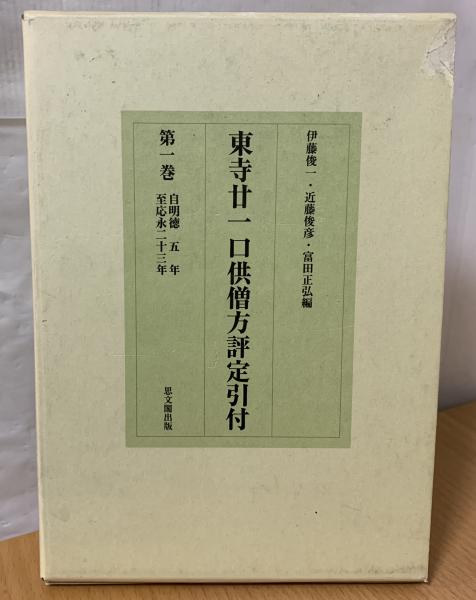 伊藤俊一・近藤俊彦・富田正弘編
東寺廿一口供僧方評定引付
第一巻
自明徳 五 年
至応永二十三年
思文閣出版